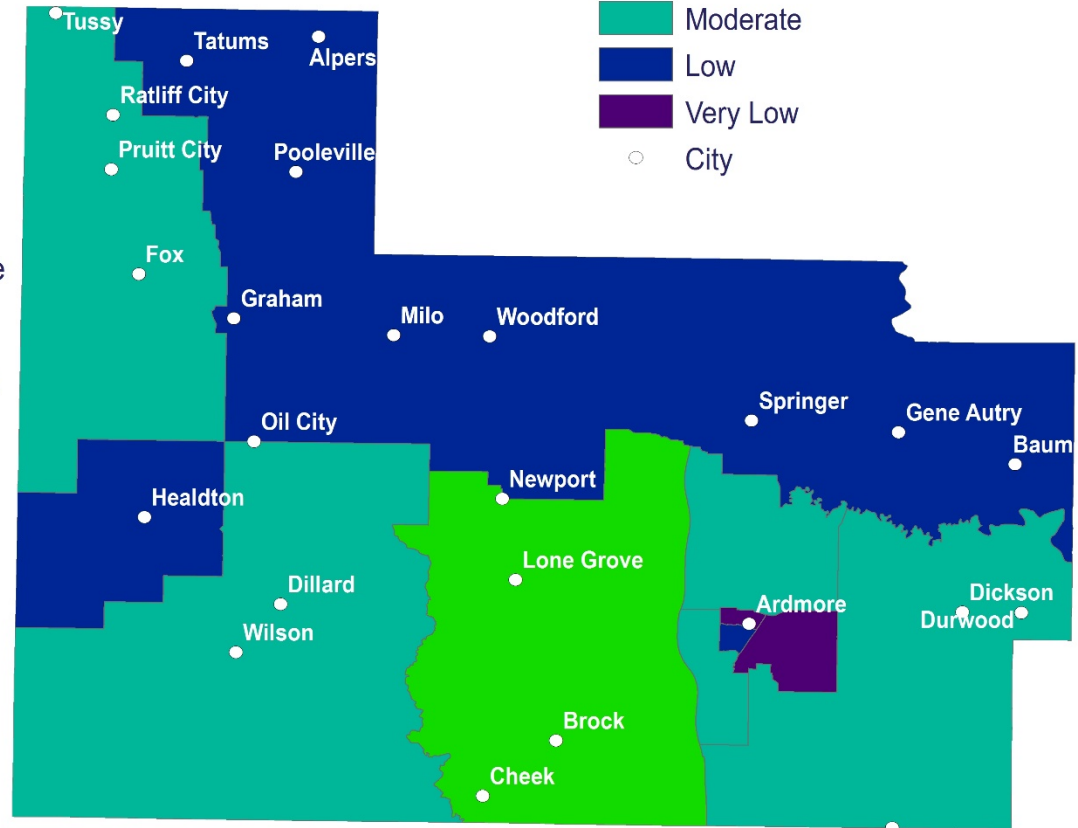 Moderate
Low
Very Low
City
Tussy
Tatums
Alpers
Ratliff City
Pruitt City
Pooleville
Fox
Graham
Milo
Woodford
Springer
Gene Autry
Oil City
Baum
Newport
Healdton
Lone Grove
Dillard
Wilson
Ardmore
Dickson
Durwood
Brock
Cheek